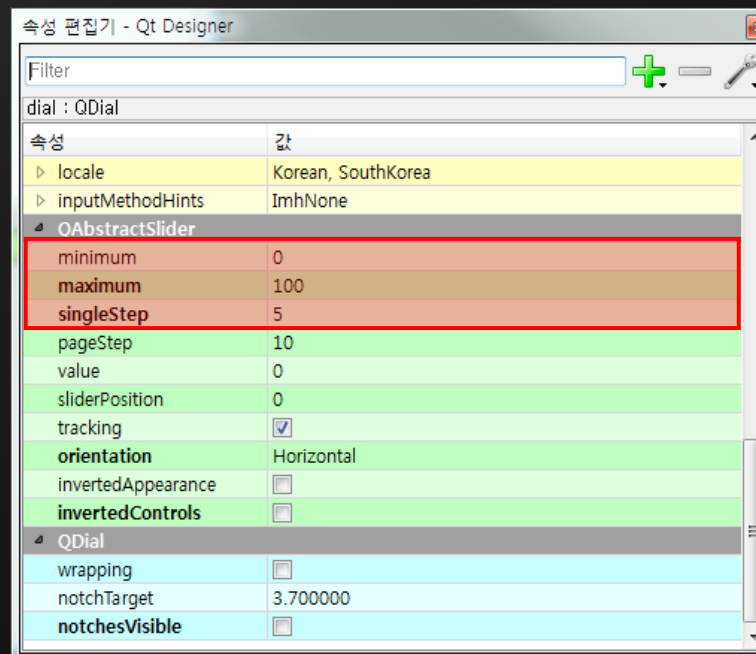 속성 편집기 - Qt Designer
Filter
dial : QDial
속성 값
locale Korean, SouthKorea
inputMethodHints ImhNone
QAbstractSlider
minimum 0
maximum 100
singleStep 5
pageStep 10
value 0
sliderPosition 0
tracking
orientation Horizontal
invertedAppearance
invertedControls
QDial
wrapping
notchTarget 3.700000
notchesVisible